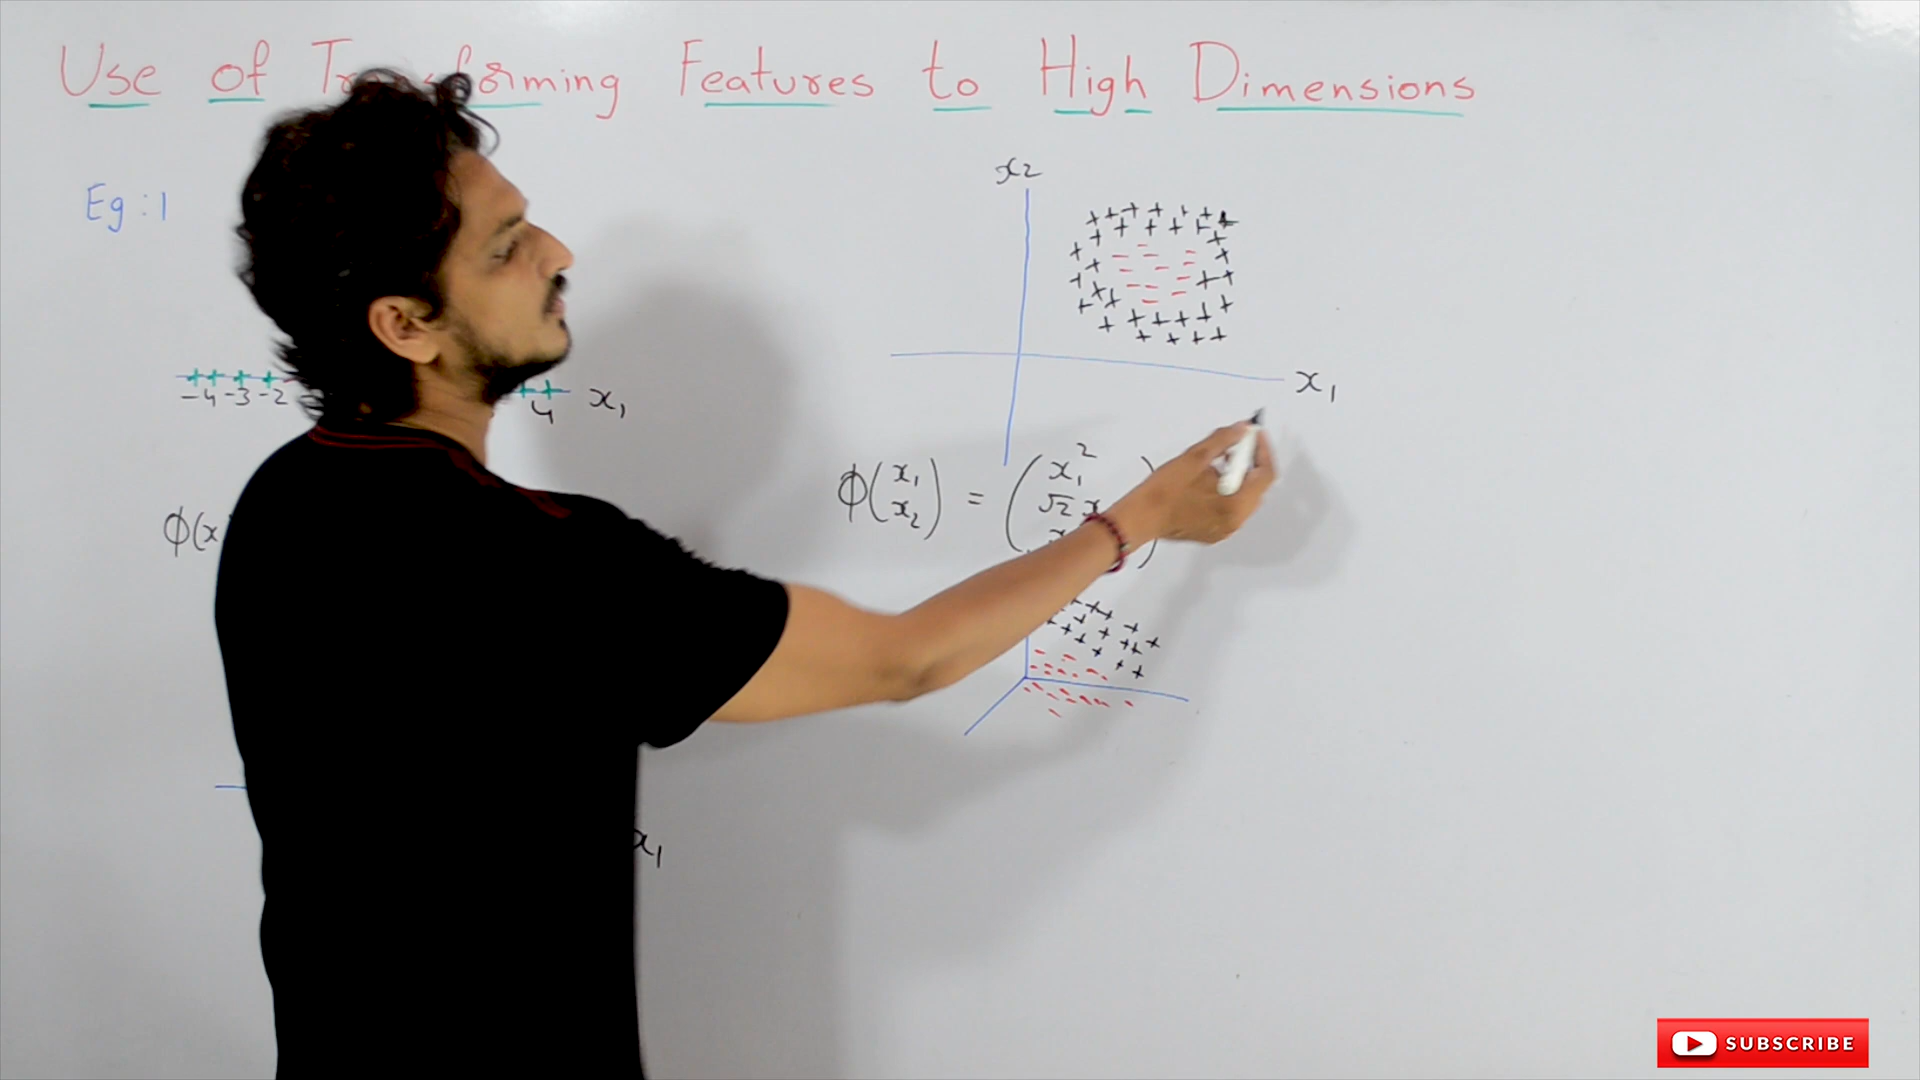 Use of Transforming Features to High Dimensions
Eg : 1
x2
x1
-4 -3 -2
4 x1
ϕ(x1
x2) = (x1²
√2 x
ϕ(x
x1
SUBSCRIBE